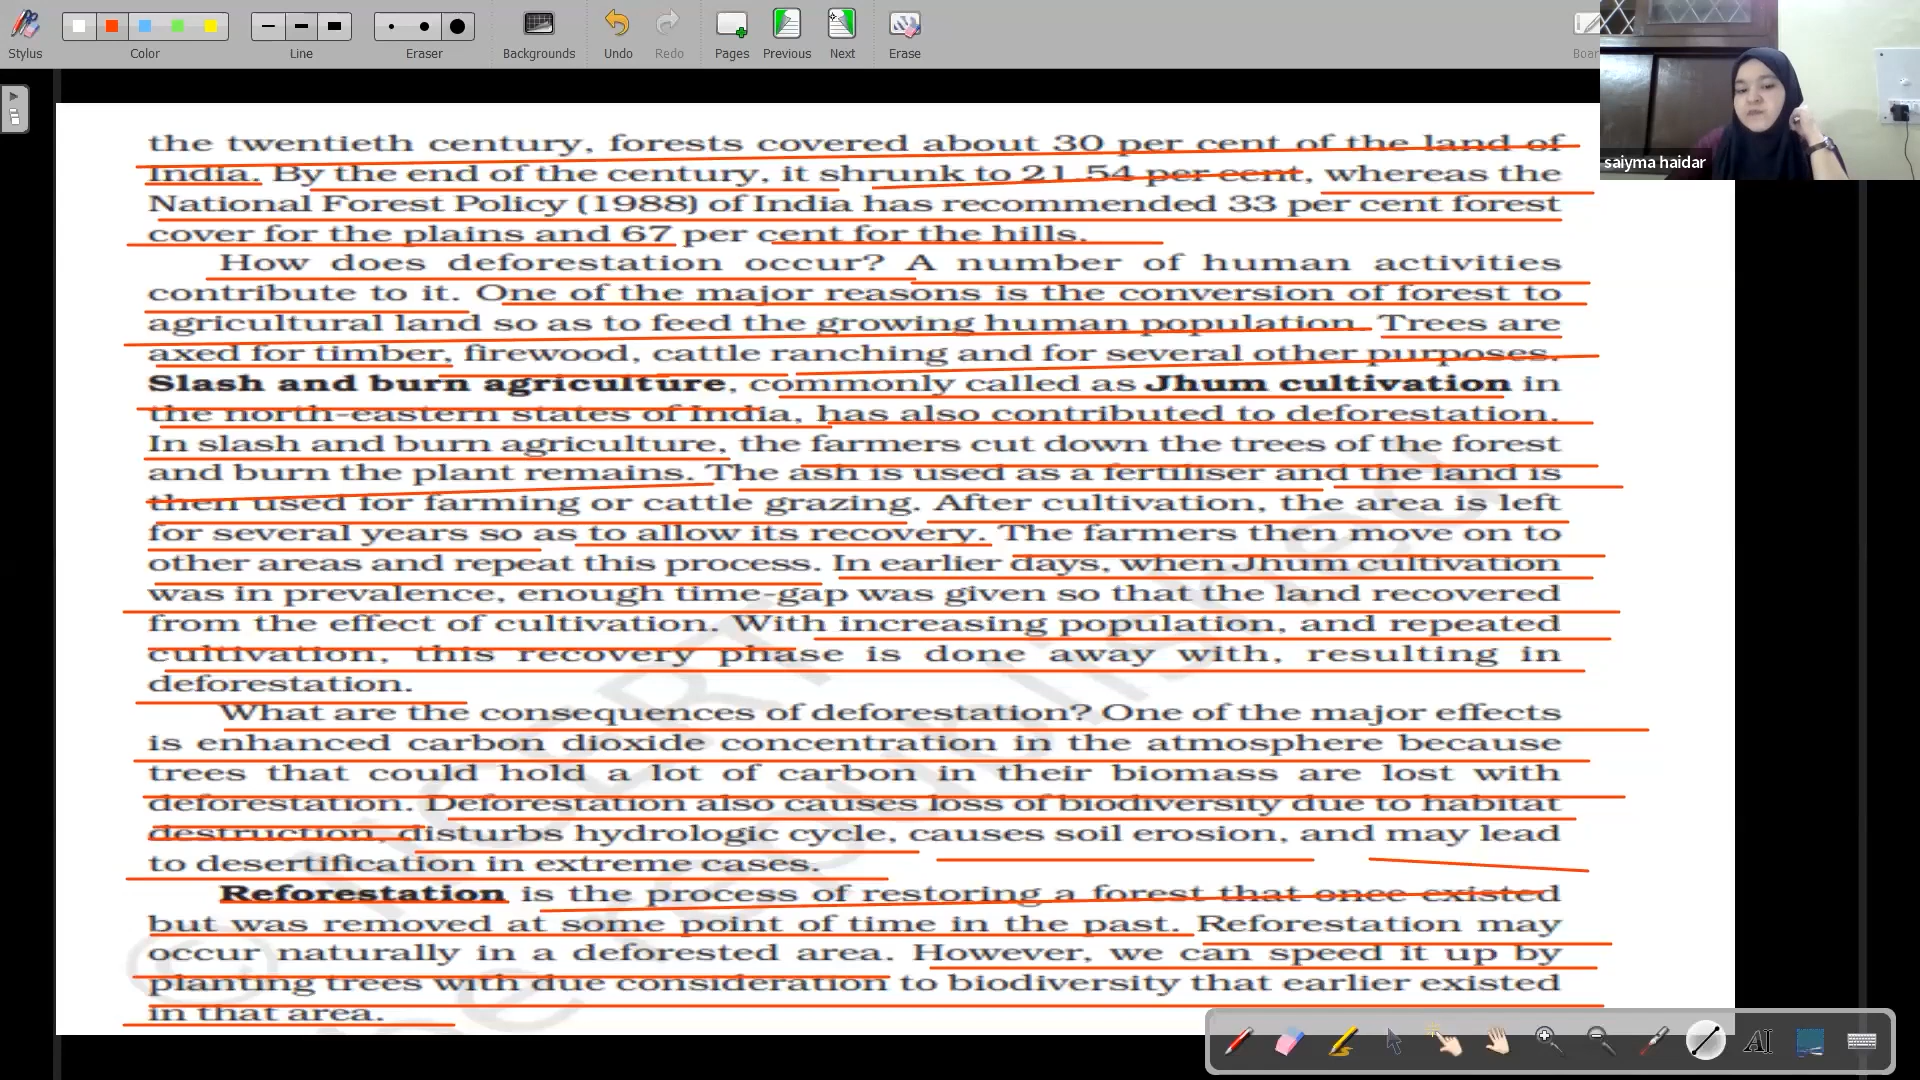 Stylus Color Line Eraser Backgrounds Undo Redo Pages Previous Next Erase
saiyma haidar
the twentieth century, forests covered about 30 per cent of the land of
India. By the end of the century, it shrunk to 21.54 per cent, whereas the
National Forest Policy (1988) of India has recommended 33 per cent forest
cover for the plains and 67 per cent for the hills.
How does deforestation occur? A number of human activities
contribute to it. One of the major reasons is the conversion of forest to
agricultural land so as to feed the growing human population. Trees are
axed for timber, firewood, cattle ranching and for several other purposes.
Slash and burn agriculture, commonly called as Jhum cultivation in
the north-eastern states of India, has also contributed to deforestation.
In slash and burn agriculture, the farmers cut down the trees of the forest
and burn the plant remains. The ash is used as a fertiliser and the land is
then used for farming or cattle grazing. After cultivation, the area is left
for several years so as to allow its recovery. The farmers then move on to
other areas and repeat this process. In earlier days, when Jhum cultivation
was in prevalence, enough time-gap was given so that the land recovered
from the effect of cultivation. With increasing population, and repeated
cultivation, this recovery phase is done away with, resulting in
deforestation.
What are the consequences of deforestation? One of the major effects
is enhanced carbon dioxide concentration in the atmosphere because
trees that could hold a lot of carbon in their biomass are lost with
deforestation. Deforestation also causes loss of biodiversity due to habitat
destruction, disturbs hydrologic cycle, causes soil erosion, and may lead
to desertification in extreme cases.
Reforestation is the process of restoring a forest that once existed
but was removed at some point of time in the past. Reforestation may
occur naturally in a deforested area. However, we can speed it up by
planting trees with due consideration to biodiversity that earlier existed
in that area.